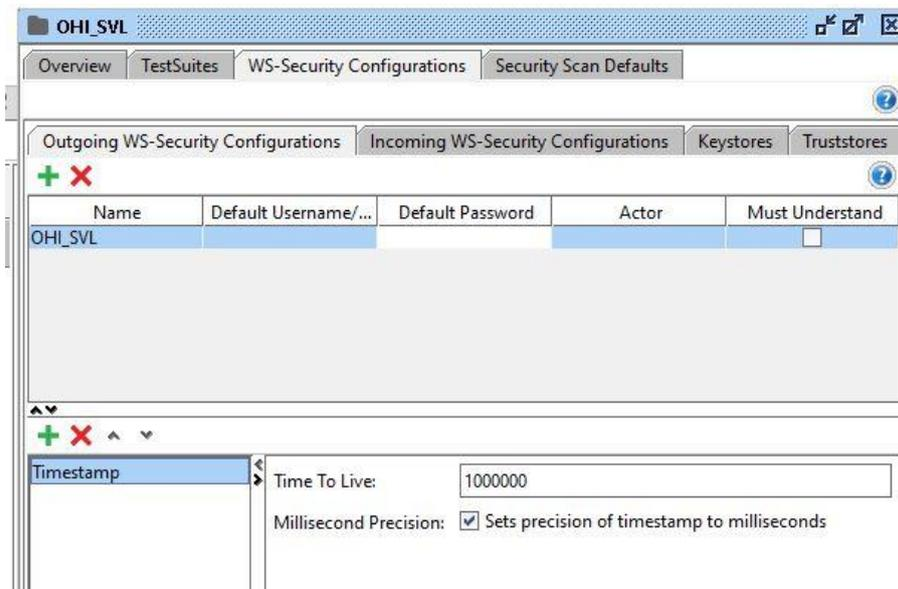 OHI_SVL
Overview TestSuites WS-Security Configurations Security Scan Defaults
Outgoing WS-Security Configurations Incoming WS-Security Configurations Keystores Truststores
Name Default Username/... Default Password Actor Must Understand
OHI_SVL
Timestamp
Time To Live: 1000000
Millisecond Precision: Sets precision of timestamp to milliseconds